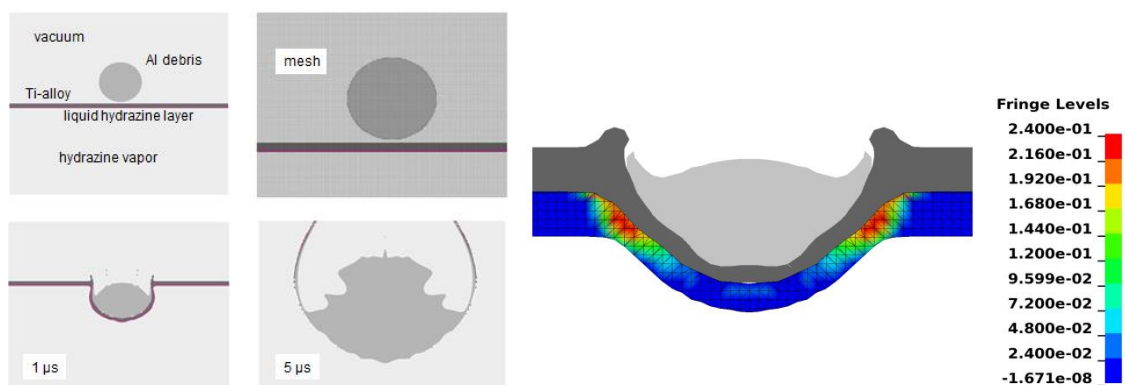 vacuum
Al debris
Ti-alloy
liquid hydrazine layer
hydrazine vapor
mesh
1 µs
5 µs
Fringe Levels
2.400e-01
2.160e-01
1.920e-01
1.680e-01
1.440e-01
1.200e-01
9.599e-02
7.200e-02
4.800e-02
2.400e-02
-1.671e-08